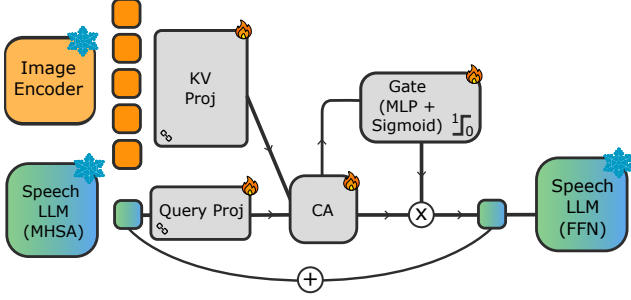 Image
Encoder
KV
Proj
Gate
(MLP +
Sigmoid)
1
0
Speech
LLM
(MHSA)
Query Proj
CA
X
Speech
LLM
(FFN)
+